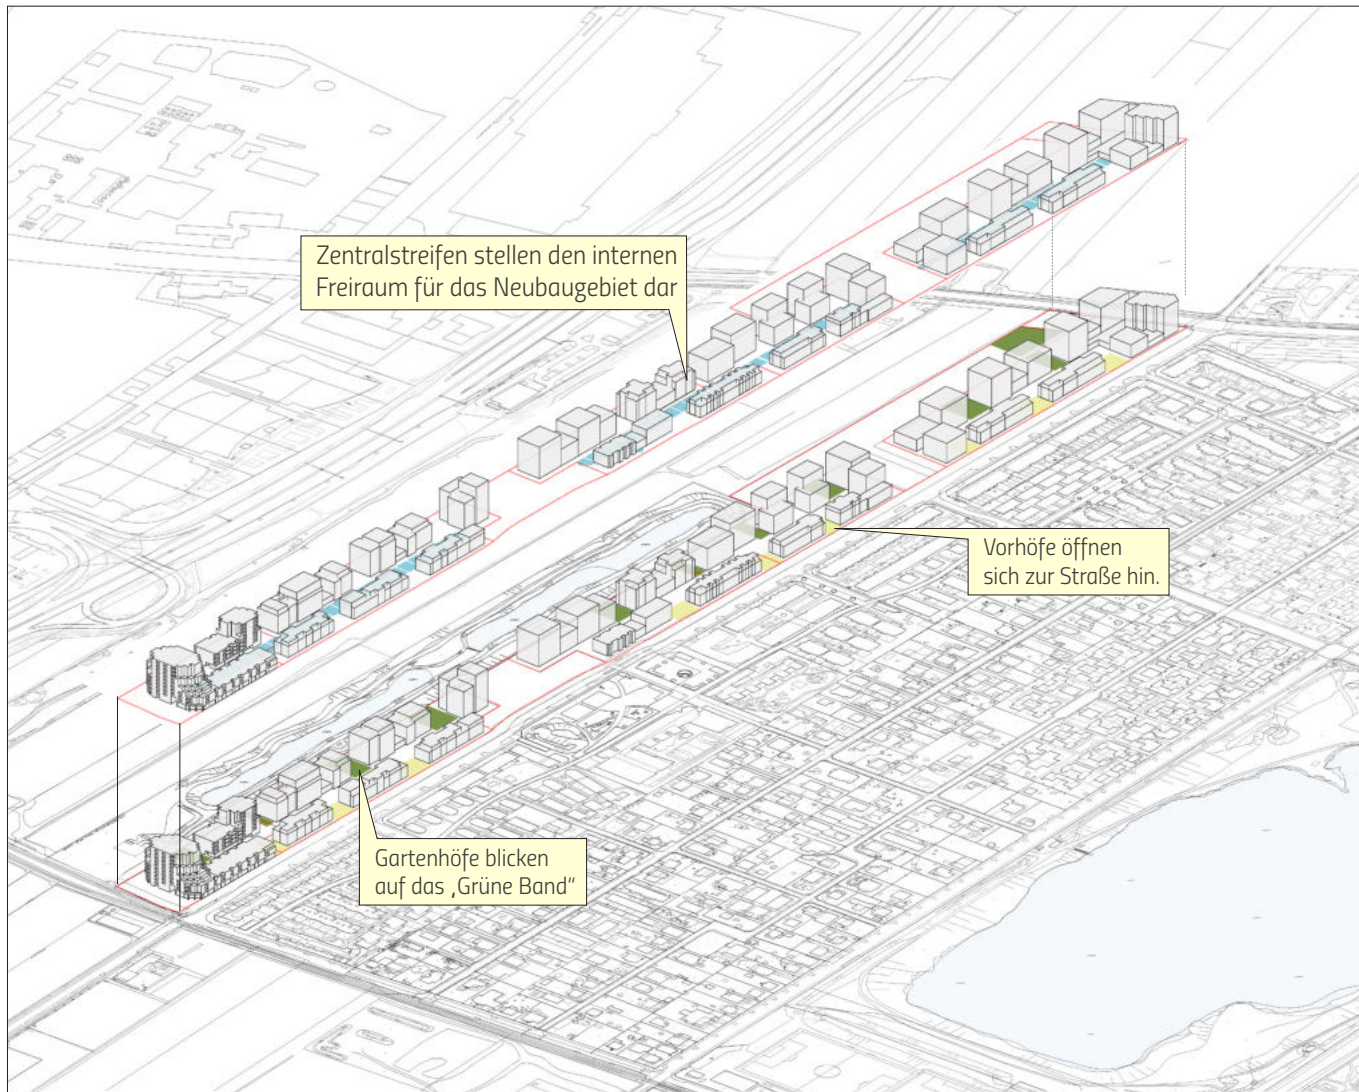 Zentralstreifen stellen den internen
Freiraum für das Neubaugebiet dar
Vorhöfe öffnen
sich zur Straße hin.
Gartenhöfe blicken
auf das ‚Grüne Band“